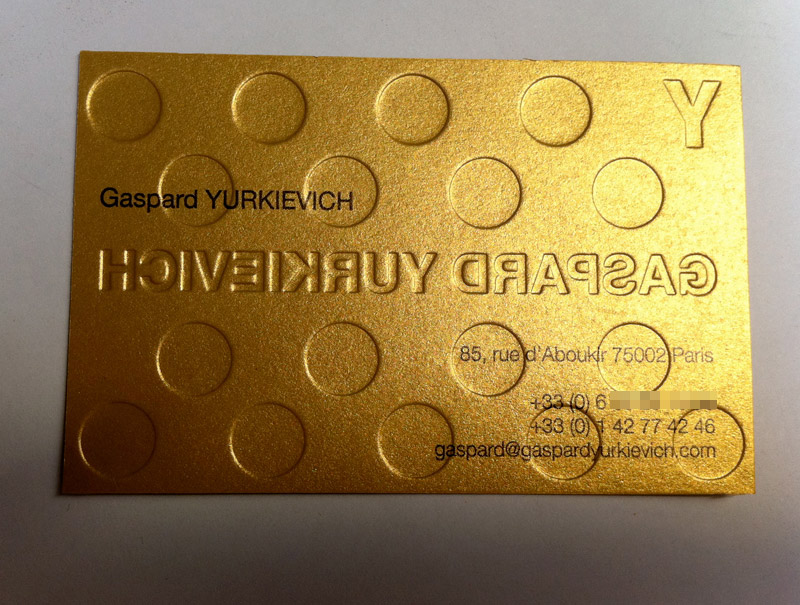 Y
Gaspard YURKIEVICH
GASPARD YURKIEVICH
85, rue d'Aboukir 75002 Paris
+33 (0) 6
+33 (0) 1 42 77 42 46
gaspard@gaspardyurkievich.com